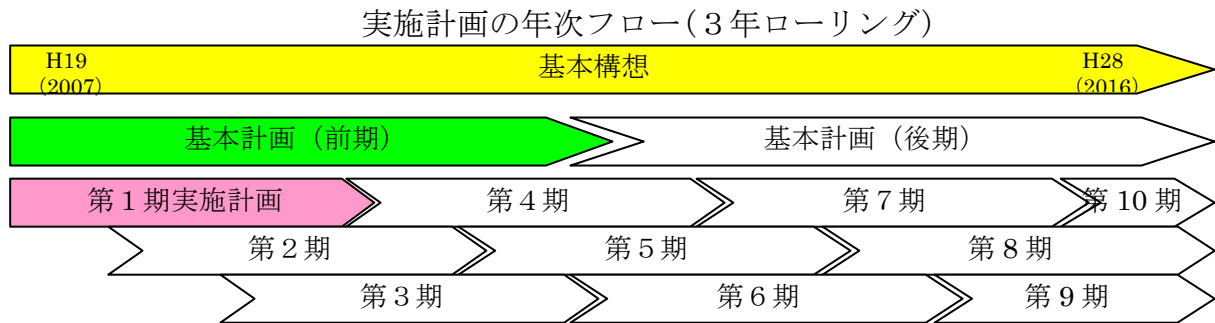 実施計画の年次フロー(３年ローリング)
H19
(2007)
基本構想
H28
(2016)
基本計画（前期）
基本計画（後期）
第１期実施計画
第４期
第７期
第 10 期
第２期
第５期
第８期
第３期
第６期
第９期